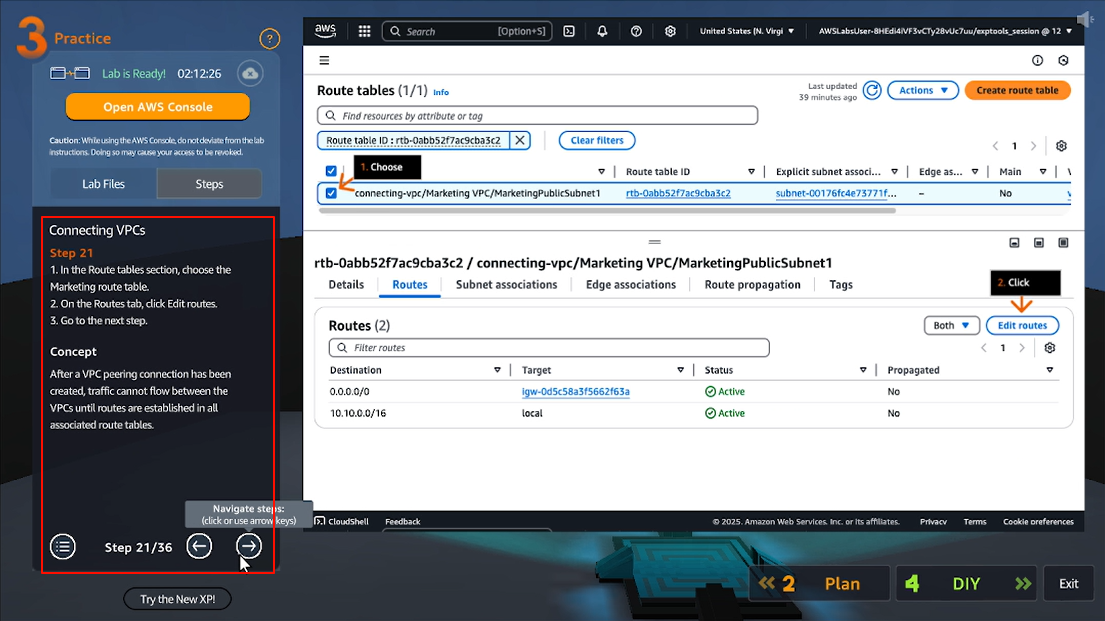 3 Practice
?
Lab is Ready! 02:12:26
Open AWS Console
Caution: While using the AWS Console, do not deviate from the lab
instructions. Doing so may cause your access to be revoked.
Lab Files
Steps
Connecting VPCs
Step 21
1. In the Route tables section, choose the
Marketing route table.
2. On the Routes tab, click Edit routes.
3. Go to the next step.
Concept
After a VPC peering connection has been
created, traffic cannot flow between the
VPCs until routes are established in all
associated route tables.
Navigate steps:
(click or use arrow keys)
Step 21/36
Try the New XP!
aws
Search [Option+S]
United States (N. Virgi
AWSLabsUser-8HEdi4iVF3vCTy28vUc7uu/exptools_session @ 12
Route tables (1/1) Info
Last updated
39 minutes ago
Actions
Create route table
Find resources by attribute or tag
Route table ID : rtb-0abb52f7ac9cba3c2
Clear filters
1
1. Choose
Route table ID
Explicit subnet associ...
Edge as...
Main
V
connecting-vpc/Marketing VPC/MarketingPublicSubnet1 rtb-0abb52f7ac9cba3c2 subnet-00176fc4e73771f... – No
rtb-0abb52f7ac9cba3c2 / connecting-vpc/Marketing VPC/MarketingPublicSubnet1
2. Click
Details Routes Subnet associations Edge associations Route propagation Tags
Routes (2)
Both
Edit routes
Filter routes
1
Destination Target Status Propagated
0.0.0.0/0 igw-0d5c58a3f5662f63a Active No
10.10.0.0/16 local Active No
CloudShell Feedback
© 2025, Amazon Web Services, Inc. or its affiliates. Privacy Terms Cookie preferences
2 Plan
4 DIY
Exit